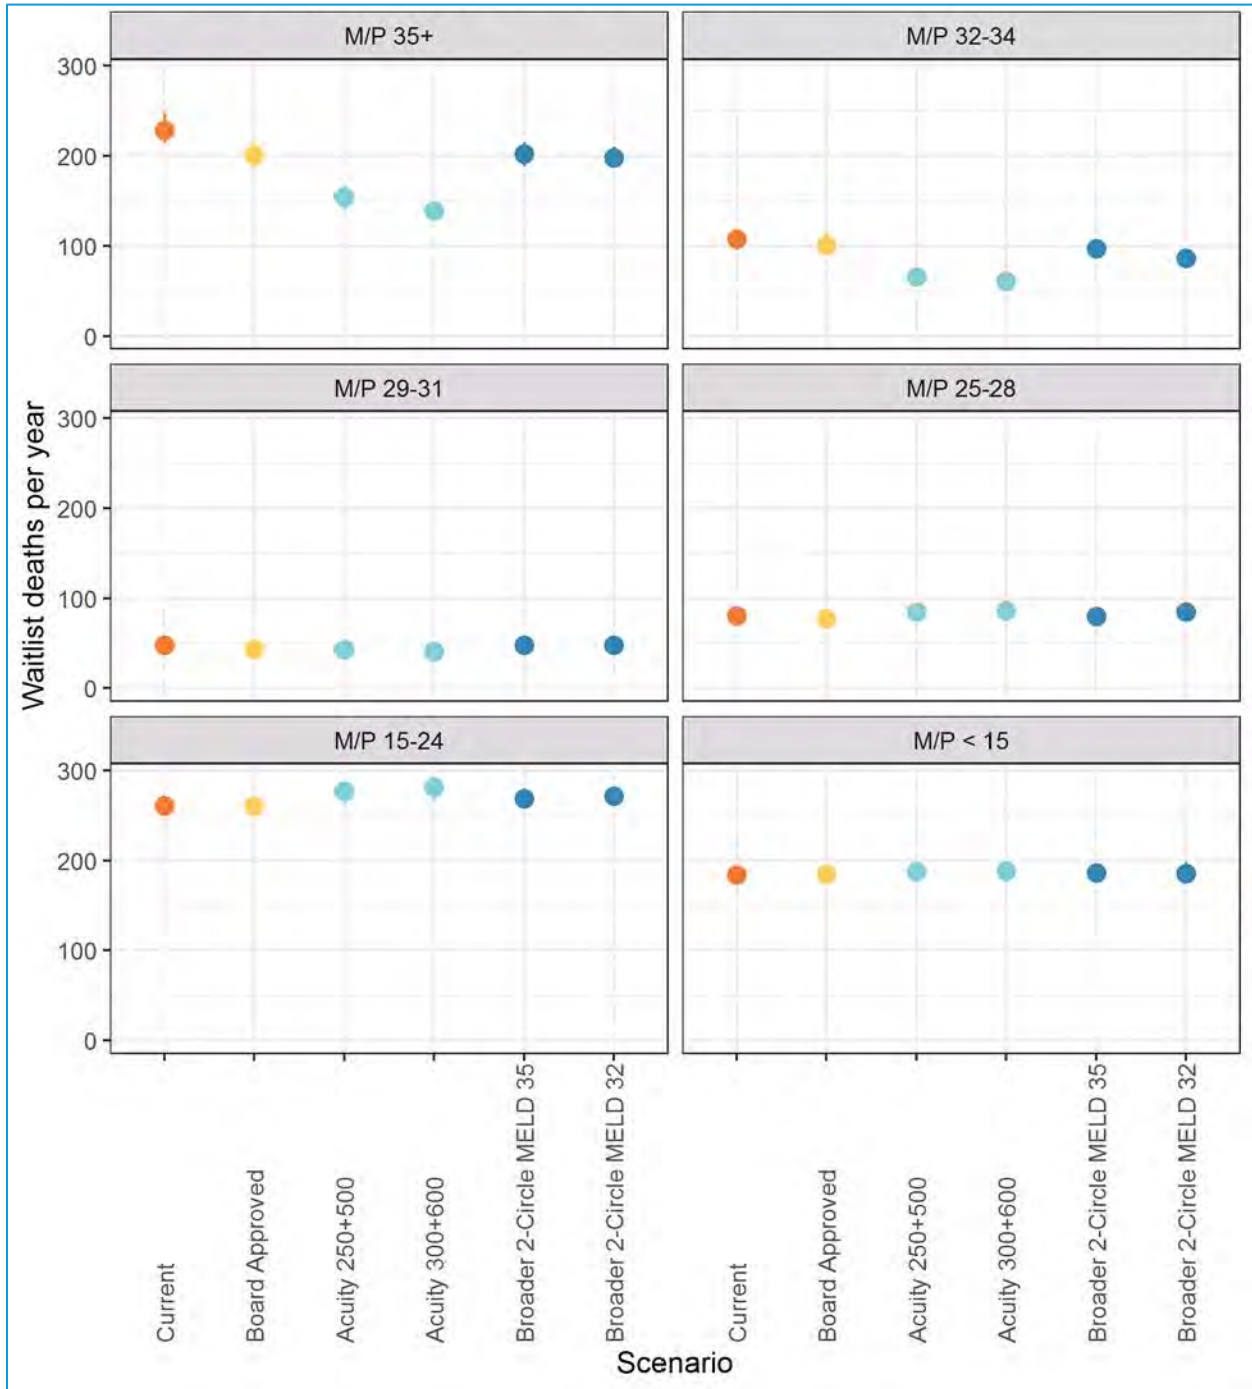 M/P 35+
M/P 32-34
300
200
100
0
M/P 29-31
M/P 25-28
300
200
100
0
M/P 15-24
M/P < 15
300
200
100
0
Waitlist deaths per year
Current
Board Approved
Acuity 250+500
Acuity 300+600
Broader 2-Circle MELD 35
Broader 2-Circle MELD 32
Current
Board Approved
Acuity 250+500
Acuity 300+600
Broader 2-Circle MELD 35
Broader 2-Circle MELD 32
Scenario